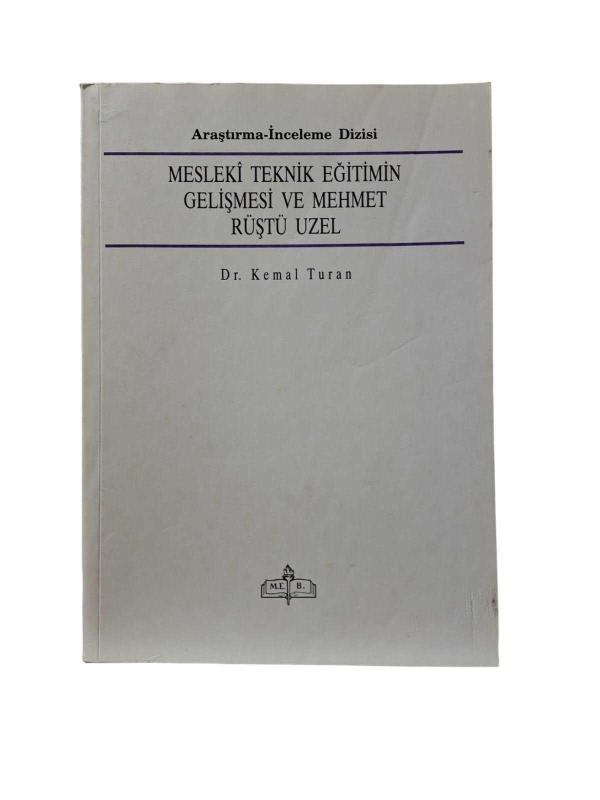 Araştırma-İnceleme Dizisi
MESLEKÎ TEKNİK EĞİTİMİN
GELİŞMESİ VE MEHMET
RÜŞTÜ UZEL
Dr. Kemal Turan
M.E. B.